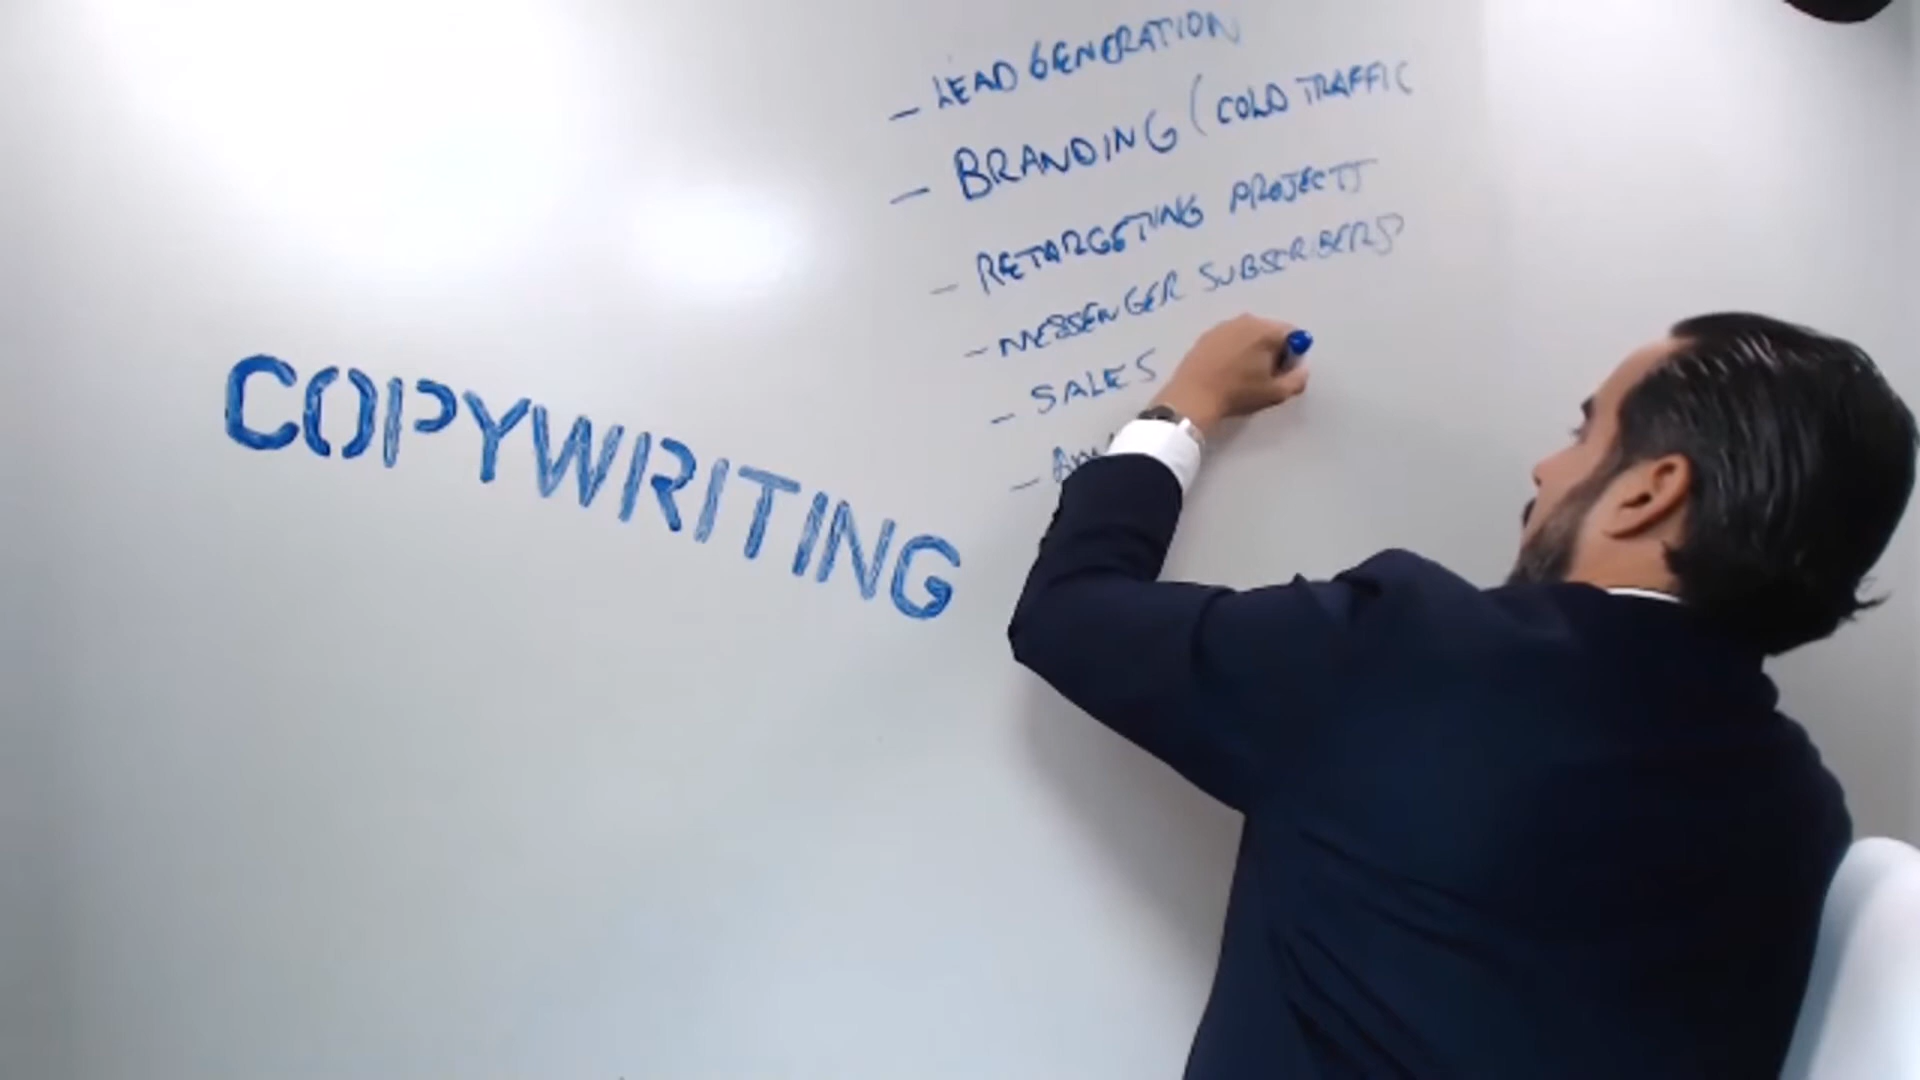 - LEAD GENERATION
- BRANDING (COLD TRAFFIC
- RETARGETING PROJECTS
- MESSENGER SUBSCRIBERS
- SALES
COPYWRITING